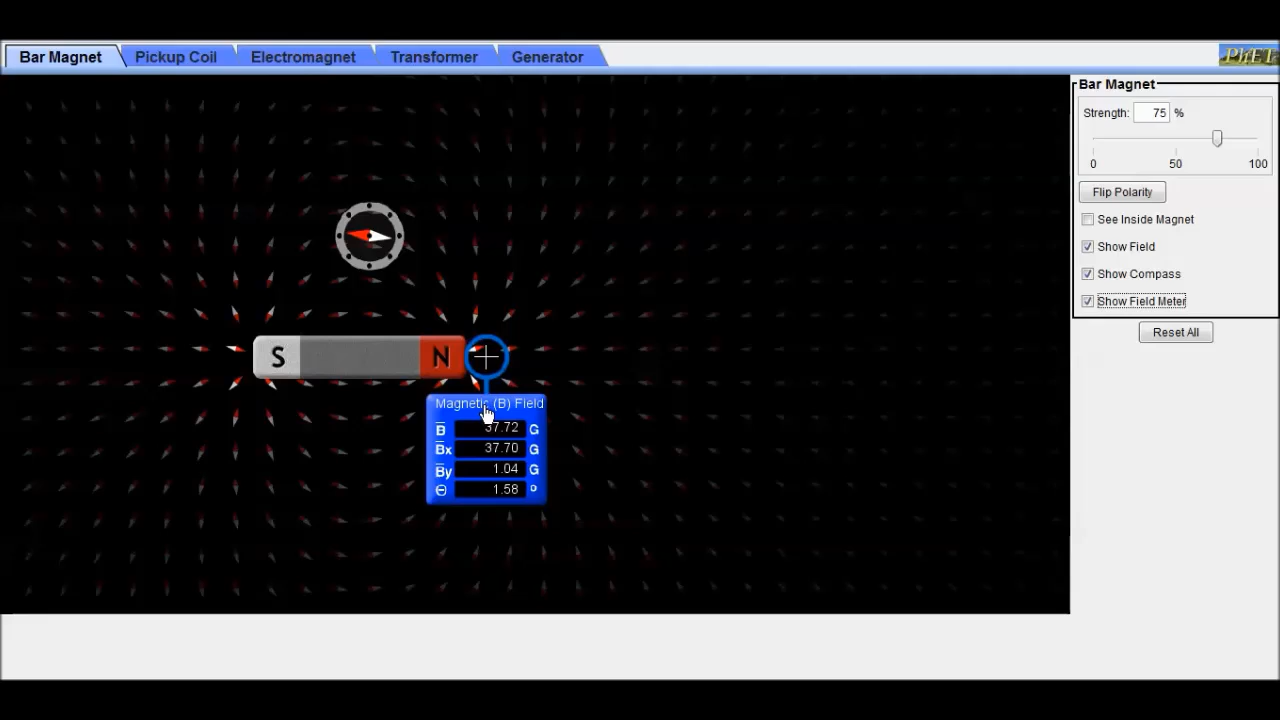 Bar Magnet Pickup Coil Electromagnet Transformer Generator PhET
Bar Magnet
Strength: 75 %
0 50 100
Flip Polarity
See Inside Magnet
Show Field
Show Compass
Show Field Meter
Reset All
S N
Magnetic (B) Field
B 37.72 G
Bx 37.70 G
By 1.04 G
Θ 1.58 º